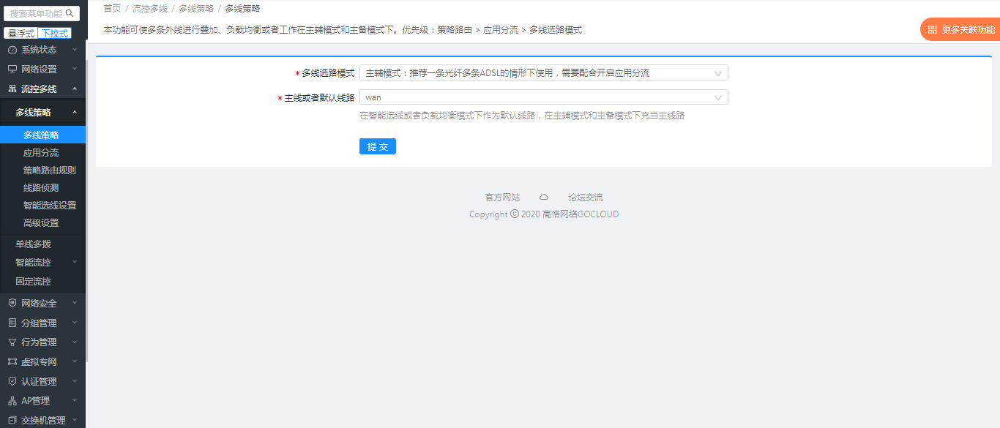 搜索菜单功能
悬浮式 下拉式
系统状态
网络设置
流控多线
多线策略
多线策略
应用分流
策略路由规则
线路侦测
智能选线设置
高级设置
单线多拨
智能流控
固定流控
网络安全
分组管理
行为管理
虚拟专网
认证管理
AP管理
交换机管理
首页 / 流控多线 / 多线策略 / 多线策略
本功能可使多条外线进行叠加、负载均衡或者工作在主辅模式和主备模式下。优先级：策略路由 > 应用分流 > 多线选路模式
更多关联功能
* 多线选路模式 主辅模式：推荐一条光纤多条ADSL的情形下使用，需要配合开启应用分流
* 主线或者默认线路 wan
在智能选线或者负载均衡模式下作为默认线路，在主辅模式和主备模式下充当主线路
提 交
官方网站 论坛交流
Copyright © 2020 高恪网络GOCLOUD